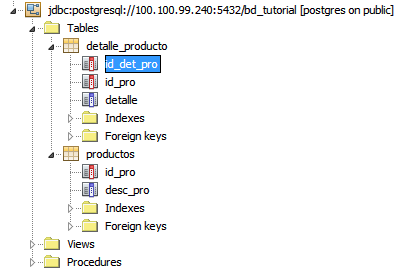 jdbc:postgresql://100.100.99.240:5432/bd_tutorial [postgres on public]
Tables
detalle_producto
id_det_pro
id_pro
detalle
Indexes
Foreign keys
productos
id_pro
desc_pro
Indexes
Foreign keys
Views
Procedures